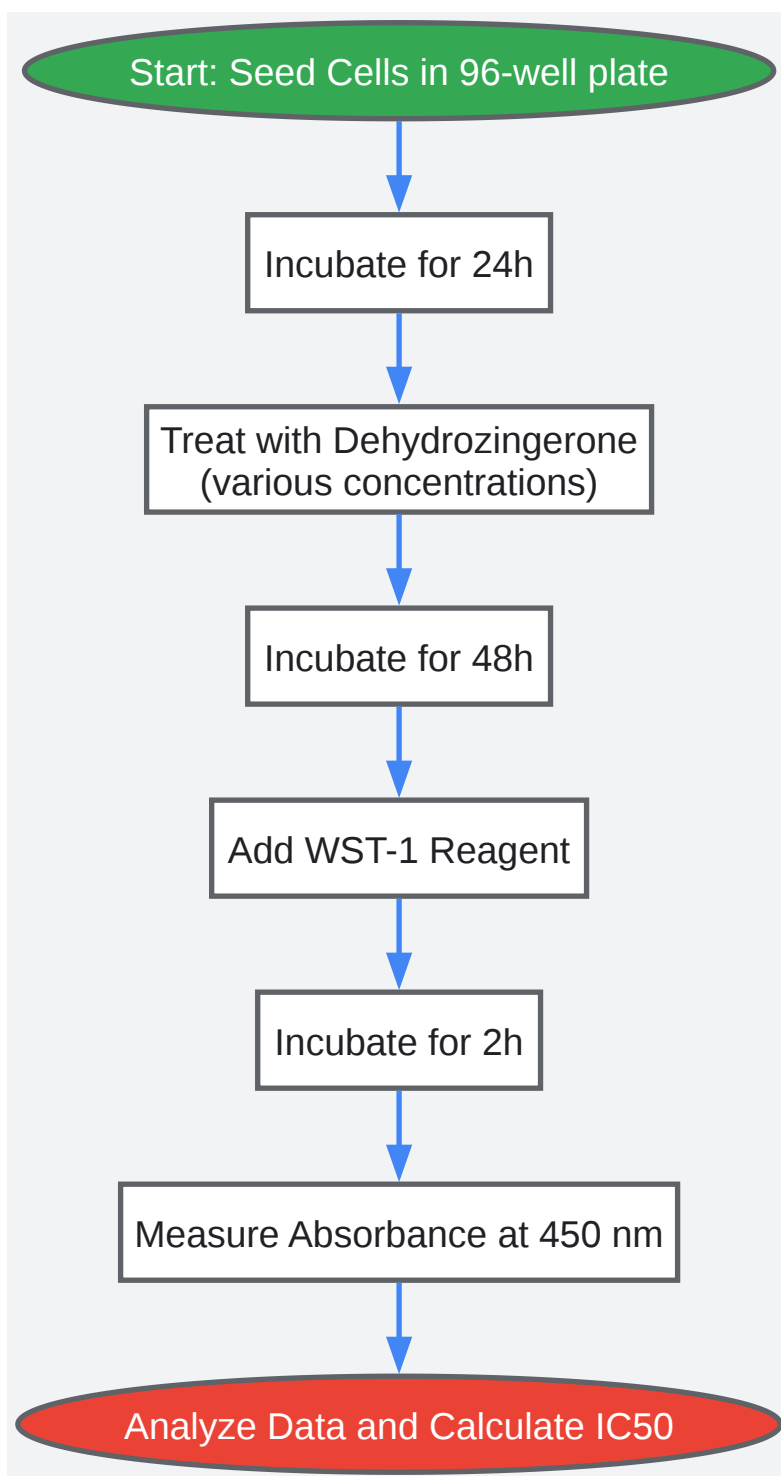 Start: Seed Cells in 96-well plate
Incubate for 24h
Treat with Dehydrozingerone
(various concentrations)
Incubate for 48h
Add WST-1 Reagent
Incubate for 2h
Measure Absorbance at 450 nm
Analyze Data and Calculate IC50